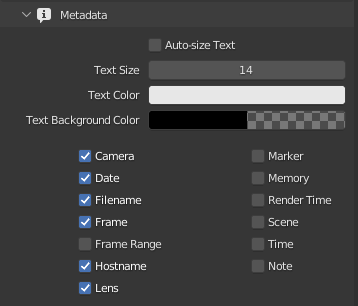 Metadata
Auto-size Text
Text Size 14
Text Color
Text Background Color
Camera Marker
Date Memory
Filename Render Time
Frame Scene
Frame Range Time
Hostname Note
Lens